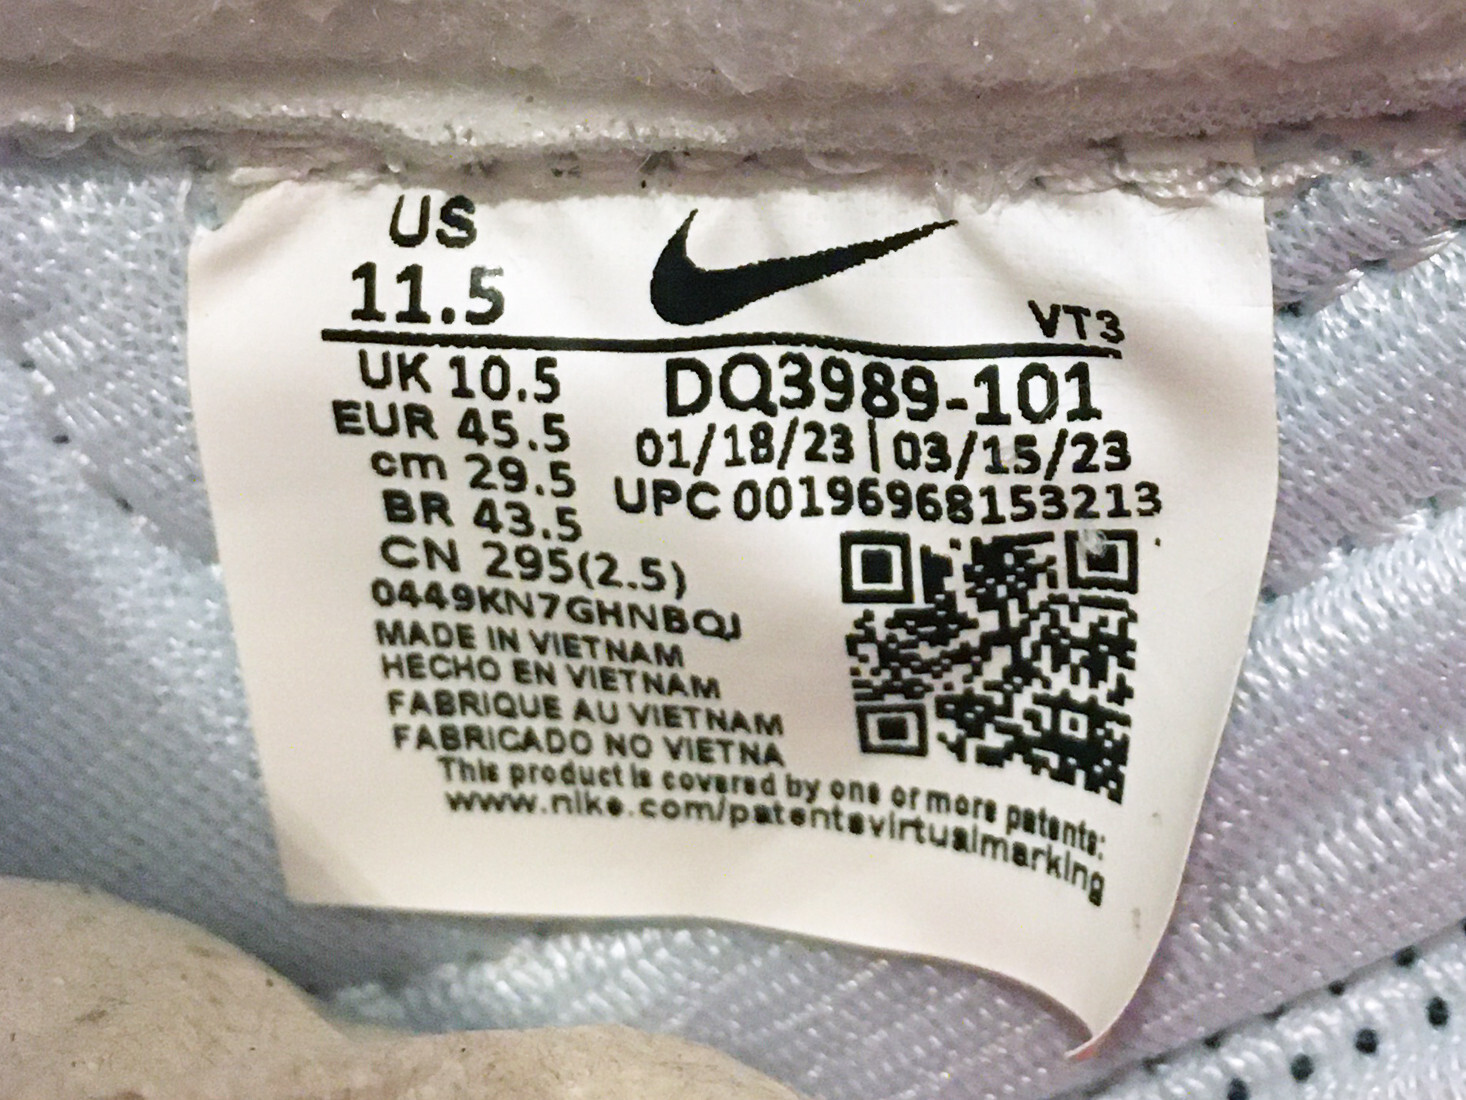 US
11.5
VT3
UK 10.5
EUR 45.5
cm 29.5
BR 43.5
CN 295(2.5)
DQ3989-101
01/18/23 | 03/15/23
UPC 00196968153213
0449KN7GHNBQJ
MADE IN VIETNAM
HECHO EN VIETNAM
FABRIQUE AU VIETNAM
FABRICADO NO VIETNA
This product is covered by one or more patents:
www.nike.com/patentsvirtualmarking